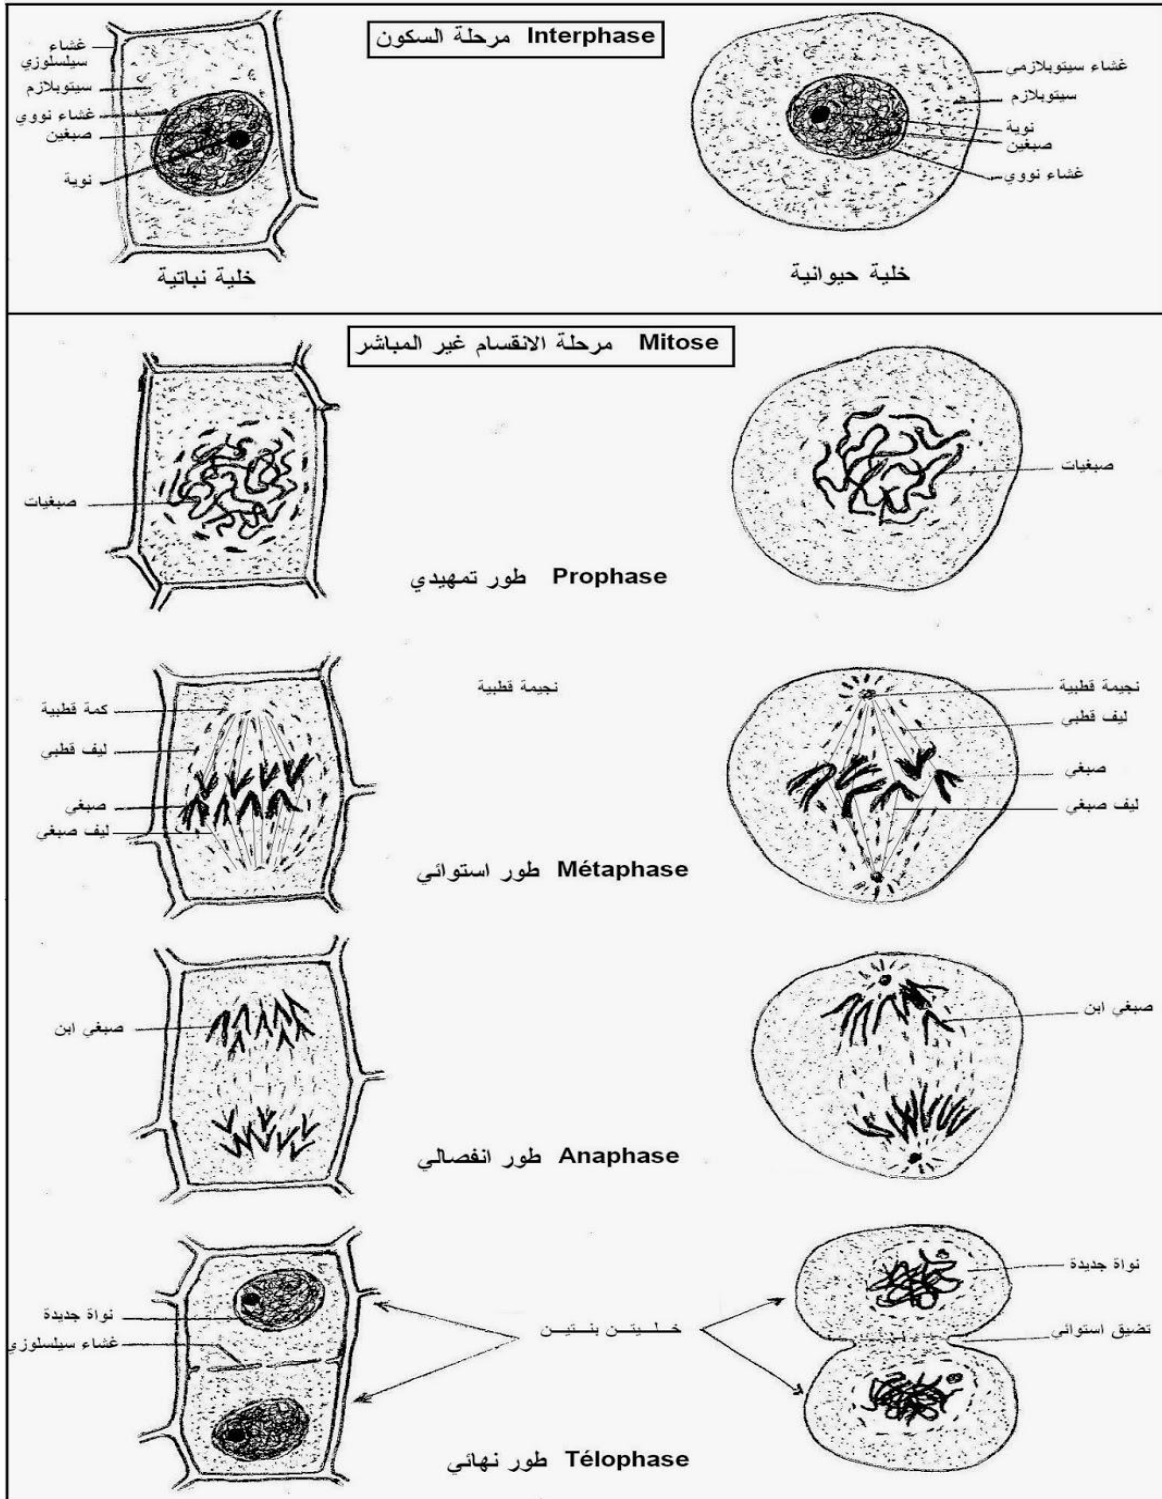 مرحلة السكون Interphase
غشاء
سيلسلوزي
سيتوبلازم
غشاء نووي
صبغين
نوية
غشاء سيتوبلازمي
سيتوبلازم
نوية
صبغين
غشاء نووي
خلية نباتية
خلية حيوانية
مرحلة الانقسام غير المباشر Mitose
صبغيات
صبغيات
طور تمهيدي Prophase
كمة قطبية
ليف قطبي
صبغي
ليف صبغي
نجيمة قطبية
نجيمة قطبية
ليف قطبي
صبغي
ليف صبغي
طور استوائي Métaphase
صبغي ابن
صبغي ابن
طور انفصالي Anaphase
نواة جديدة
غشاء سيلسلوزي
خـلـيـتـن بـنـتـيـن
نواة جديدة
تضيق استوائي
طور نهائي Télophase